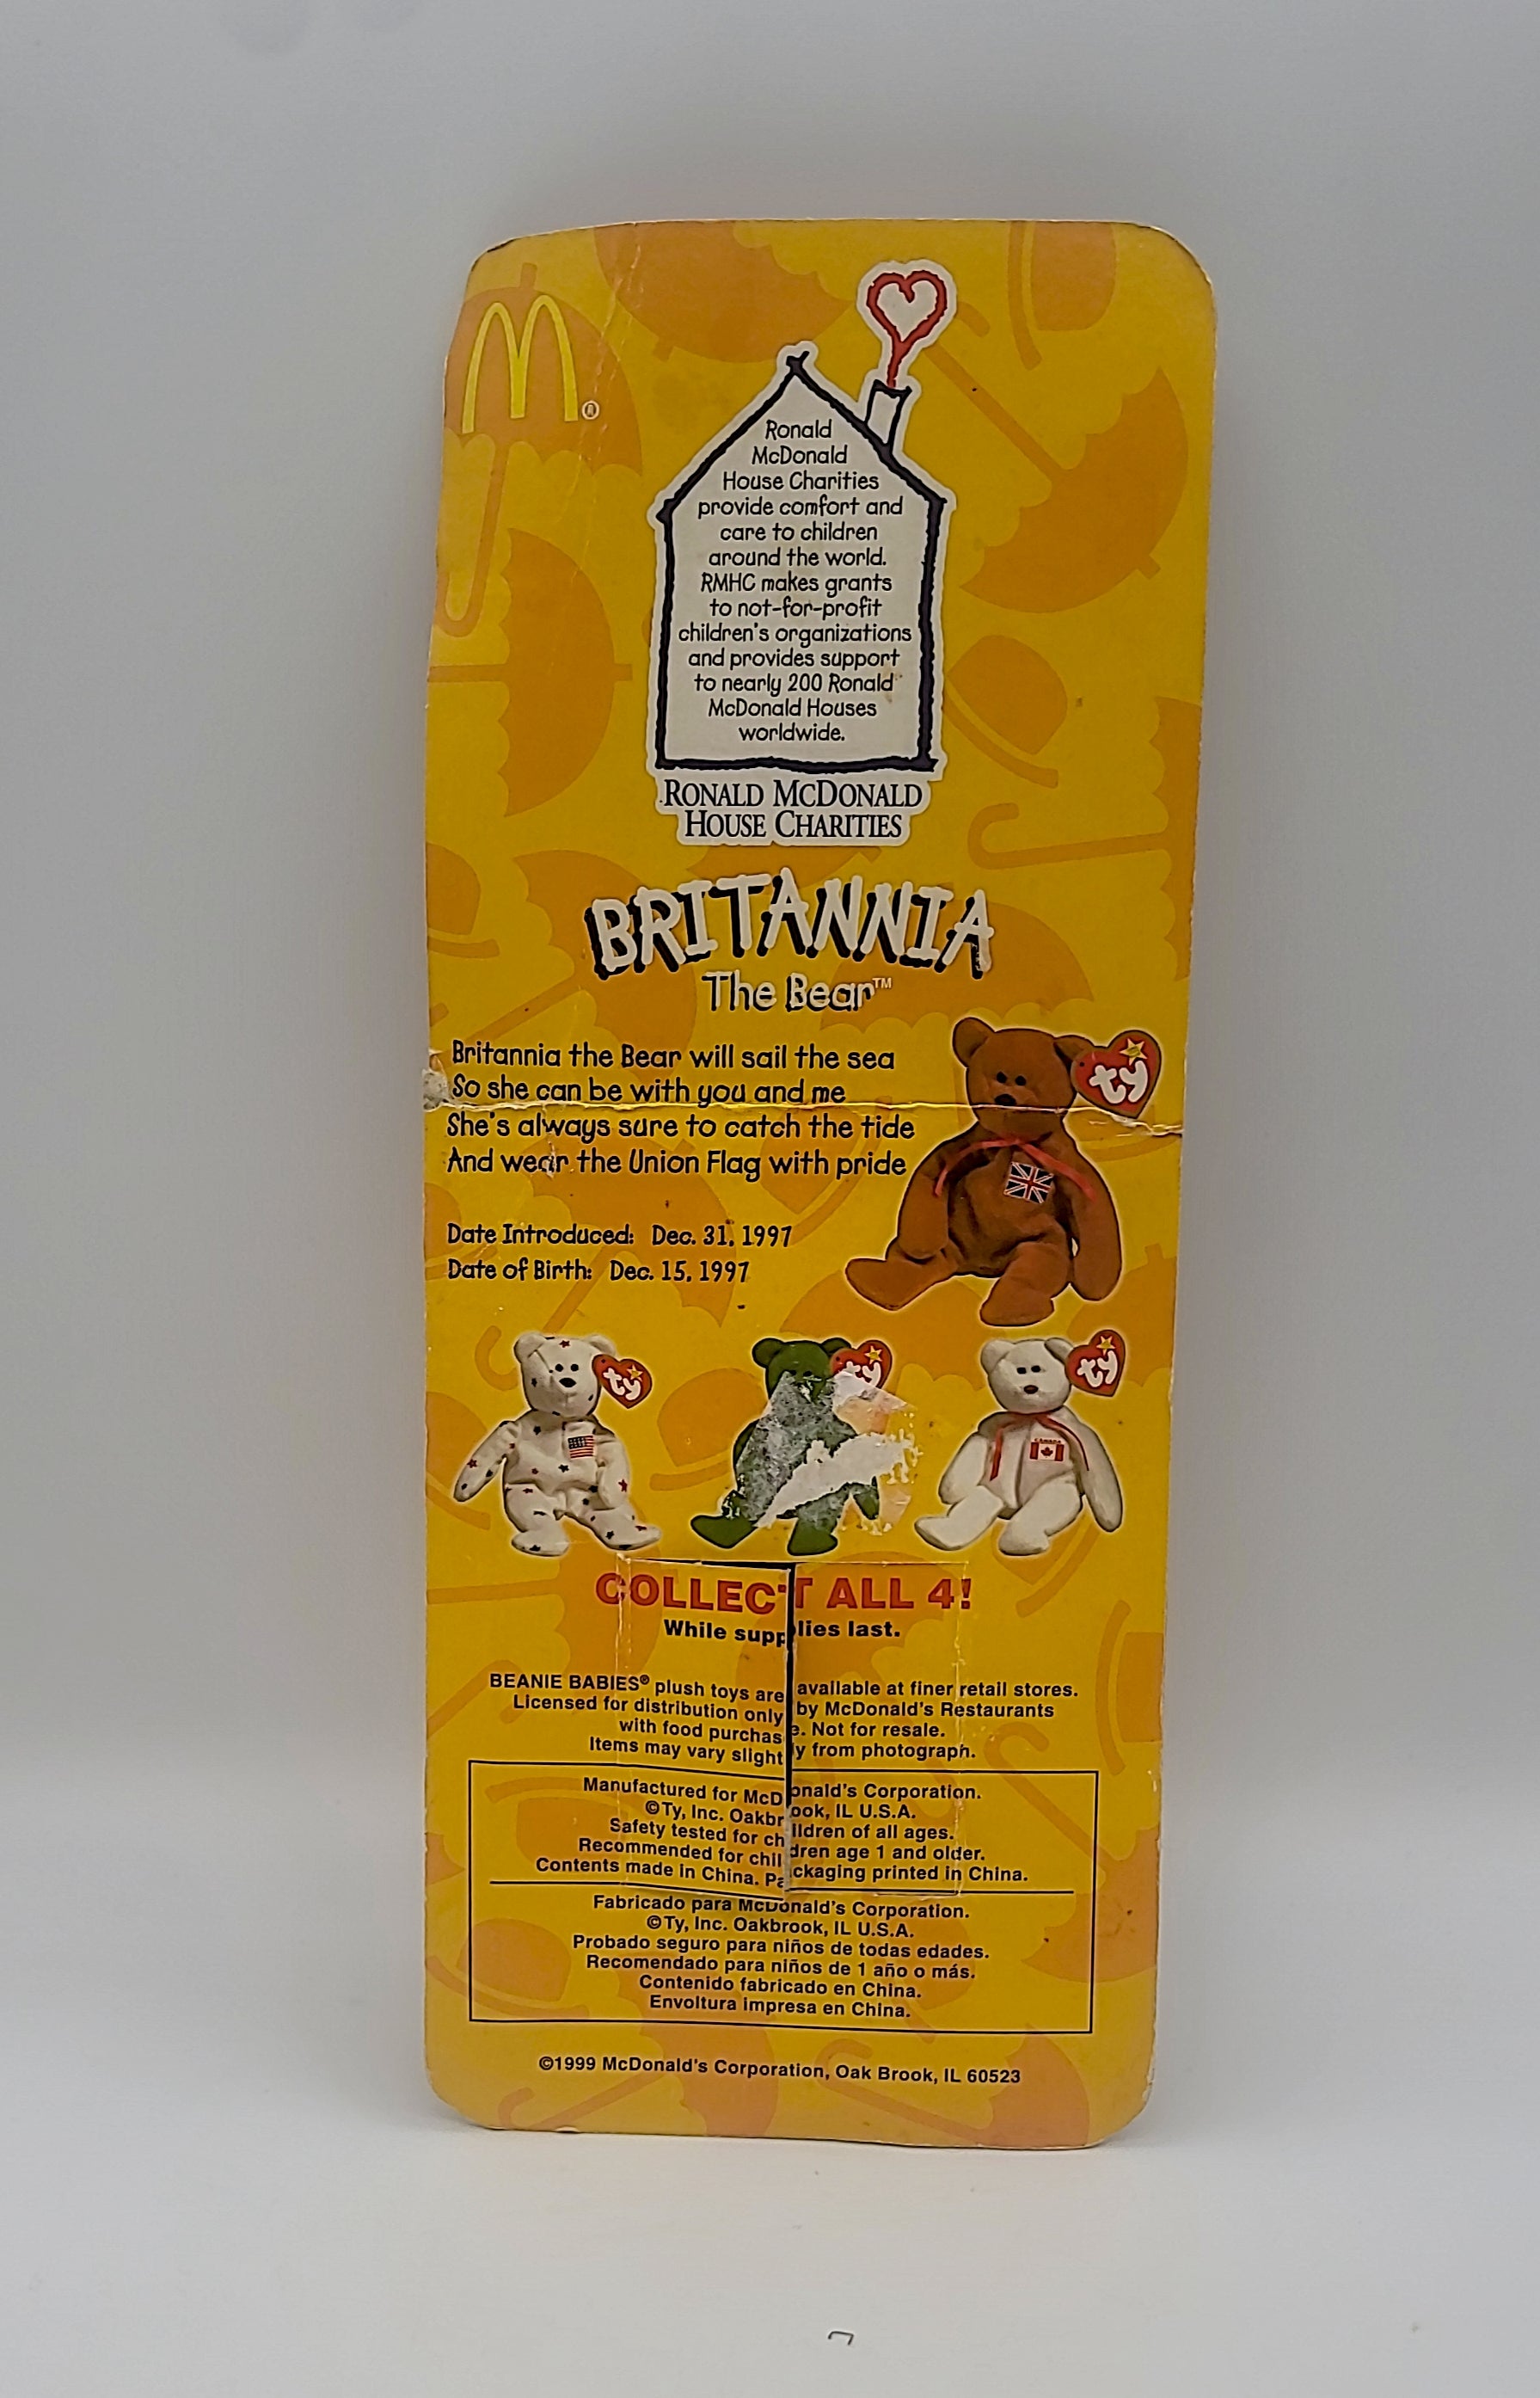 M®
Ronald
McDonald
House Charities
provide comfort and
care to children
around the world.
RMHC makes grants
to not-for-profit
children's organizations
and provides support
to nearly 200 Ronald
McDonald Houses
worldwide.
RONALD MCDONALD
HOUSE CHARITIES
BRITANNIA
The Bear™
Britannia the Bear will sail the sea
So she can be with you and me
She's always sure to catch the tide
And wear the Union Flag with pride
ty
Date Introduced: Dec. 31, 1997
Date of Birth: Dec. 15, 1997
ty
ty
ty
CANADA
COLLECT ALL 4!
While supplies last.
BEANIE BABIES® plush toys are available at finer retail stores.
Licensed for distribution only by McDonald's Restaurants
with food purchase. Not for resale.
Items may vary slightly from photograph.
Manufactured for McDonald's Corporation.
©Ty, Inc. Oakbrook, IL U.S.A.
Safety tested for children of all ages.
Recommended for children age 1 and older.
Contents made in China. Packaging printed in China.
Fabricado para McDonald's Corporation.
©Ty, Inc. Oakbrook, IL U.S.A.
Probado seguro para niños de todas edades.
Recomendado para niños de 1 año o más.
Contenido fabricado en China.
Envoltura impresa en China.
©1999 McDonald's Corporation, Oak Brook, IL 60523